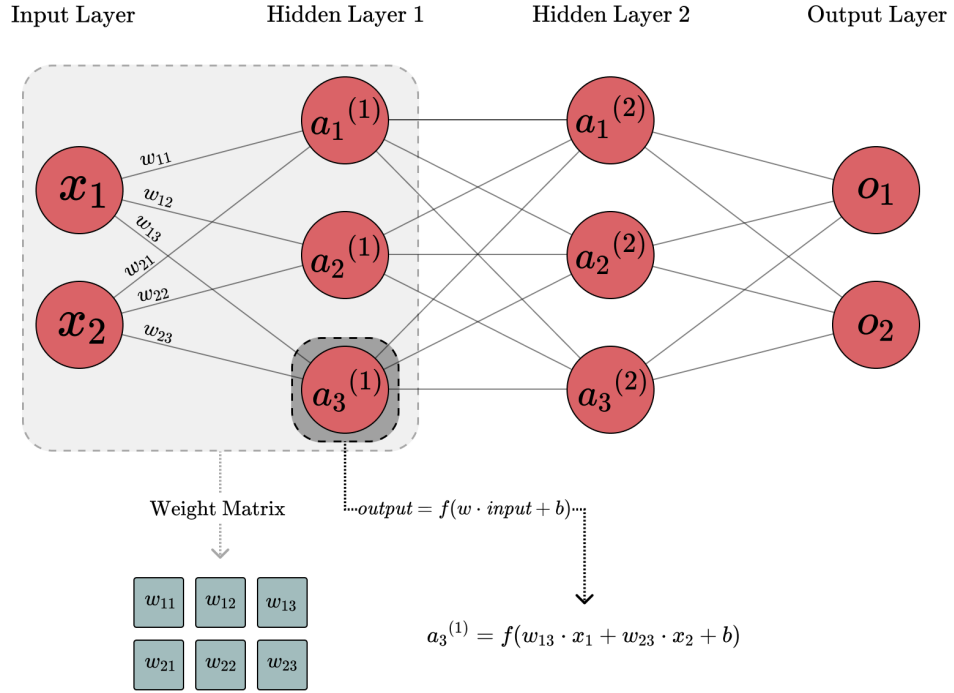 Input Layer Hidden Layer 1 Hidden Layer 2 Output Layer
a₁⁽¹⁾ a₁⁽²⁾
w₁₁
x₁ o₁
w₁₂
w₁₃
a₂⁽¹⁾ a₂⁽²⁾
w₂₁
w₂₂
x₂ o₂
w₂₃
a₃⁽¹⁾ a₃⁽²⁾
Weight Matrix output = f(w · input + b)
w₁₁ w₁₂ w₁₃
a₃⁽¹⁾ = f(w₁₃ · x₁ + w₂₃ · x₂ + b)
w₂₁ w₂₂ w₂₃